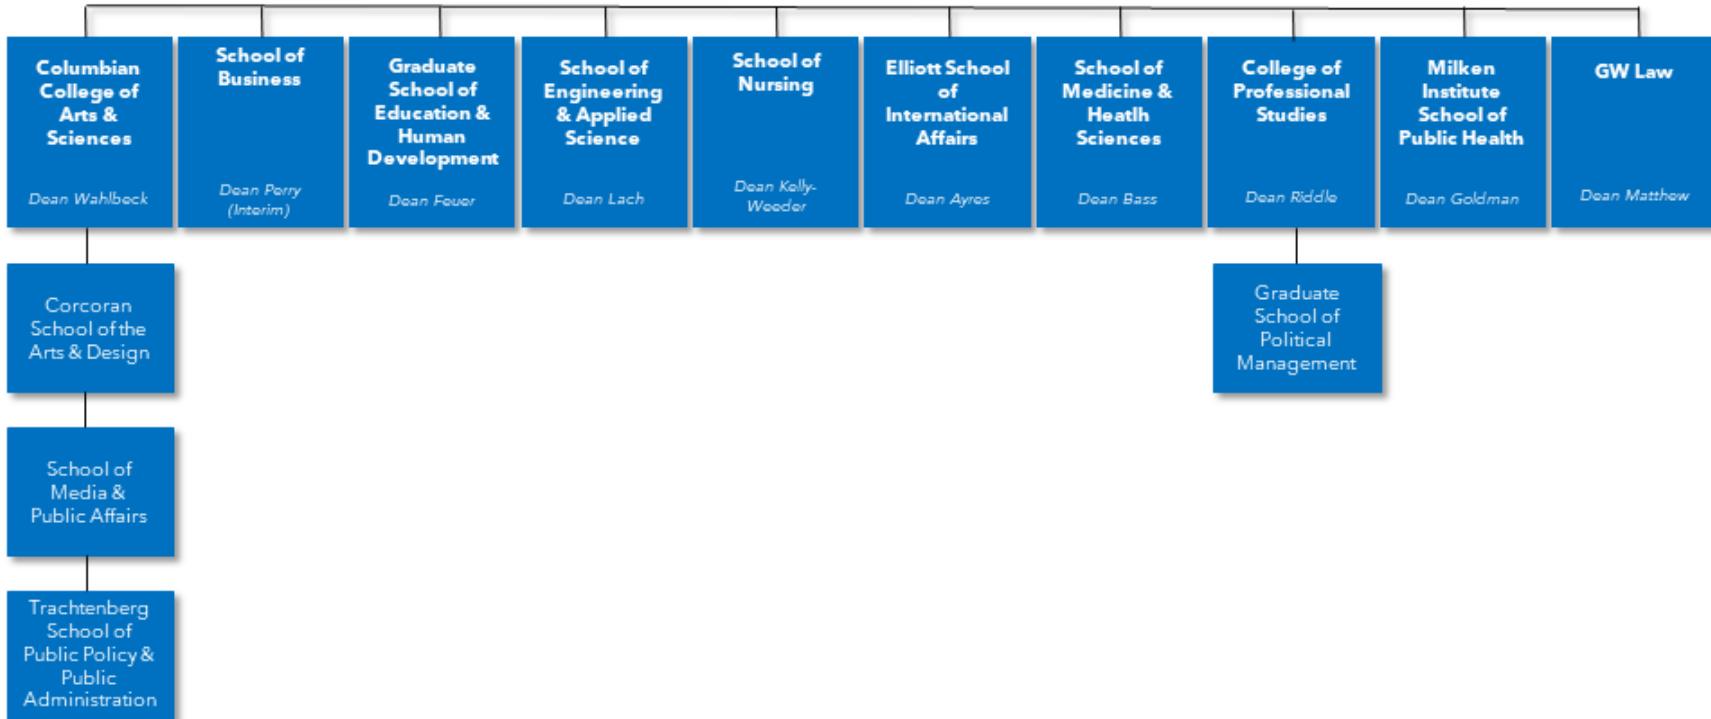 Columbian
College of
Arts &
Sciences
Dean Wahlbeck
School of
Business
Dean Perry
(Interim)
Graduate
School of
Education &
Human
Development
Dean Feuer
School of
Engineering
& Applied
Science
Dean Lach
School of
Nursing
Dean Kelly-
Weeder
Elliott School
of
International
Affairs
Dean Ayres
School of
Medicine &
Heatlh
Sciences
Dean Bass
College of
Professional
Studies
Dean Riddle
Milken
Institute
School of
Public Health
Dean Goldman
GW Law
Dean Matthew
Corcoran
School of the
Arts & Design
Graduate
School of
Political
Management
School of
Media &
Public Affairs
Trachtenberg
School of
Public Policy &
Public
Administration